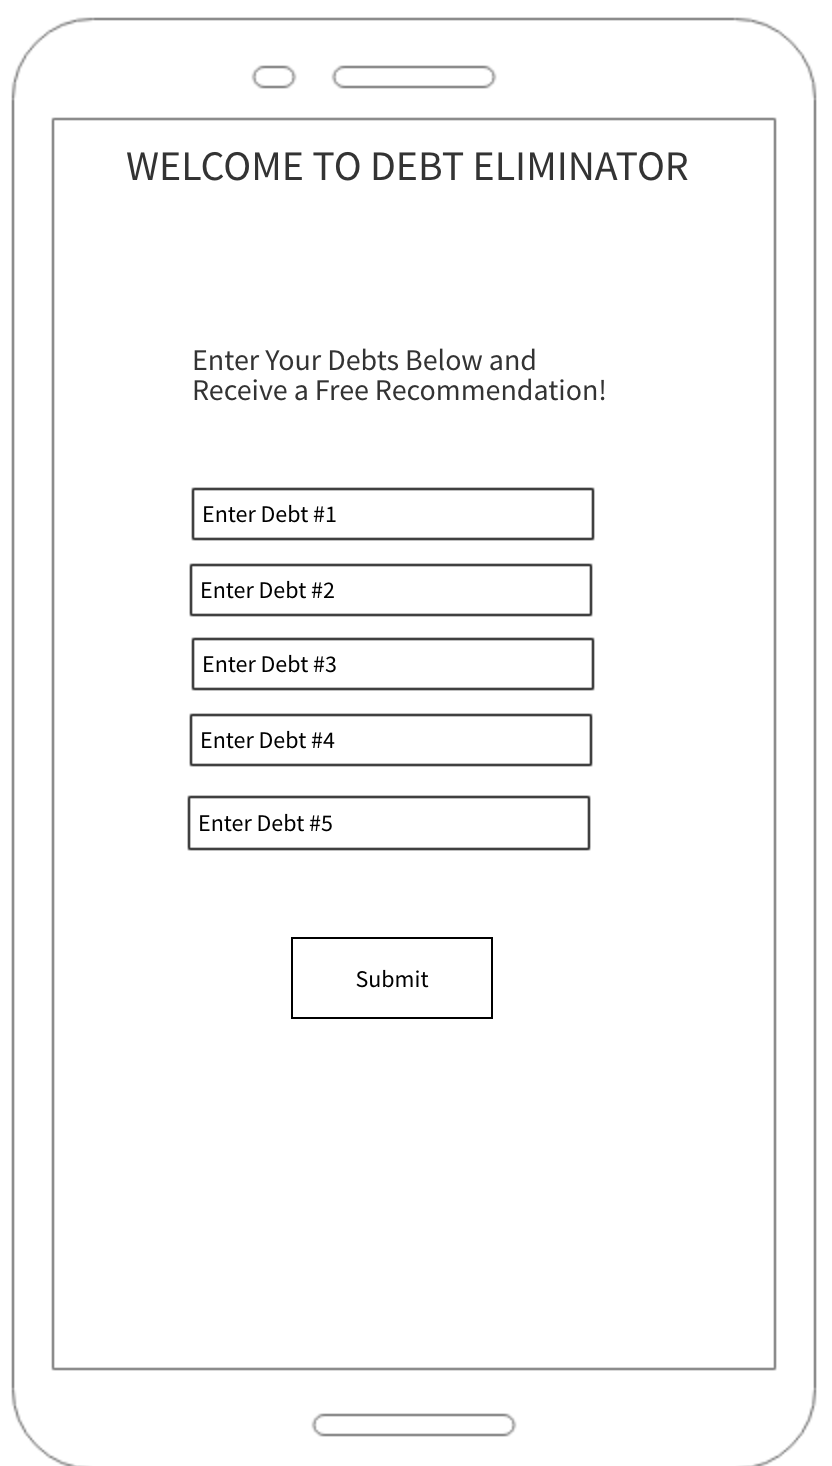 WELCOME TO DEBT ELIMINATOR
Enter Your Debts Below and
Receive a Free Recommendation!
Enter Debt #1
Enter Debt #2
Enter Debt #3
Enter Debt #4
Enter Debt #5
Submit